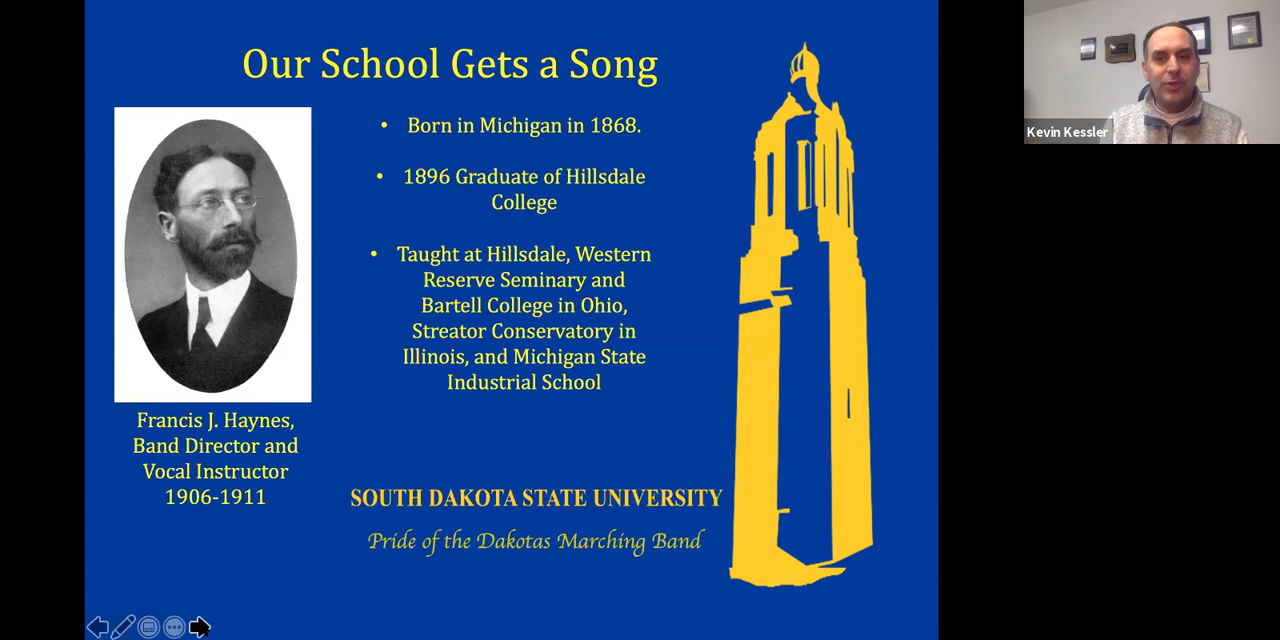 Our School Gets a Song
• Born in Michigan in 1868.
• 1896 Graduate of Hillsdale
College
• Taught at Hillsdale, Western
Reserve Seminary and
Bartell College in Ohio,
Streator Conservatory in
Illinois, and Michigan State
Industrial School
Francis J. Haynes,
Band Director and
Vocal Instructor
1906-1911
SOUTH DAKOTA STATE UNIVERSITY
Pride of the Dakotas Marching Band
Kevin Kessler